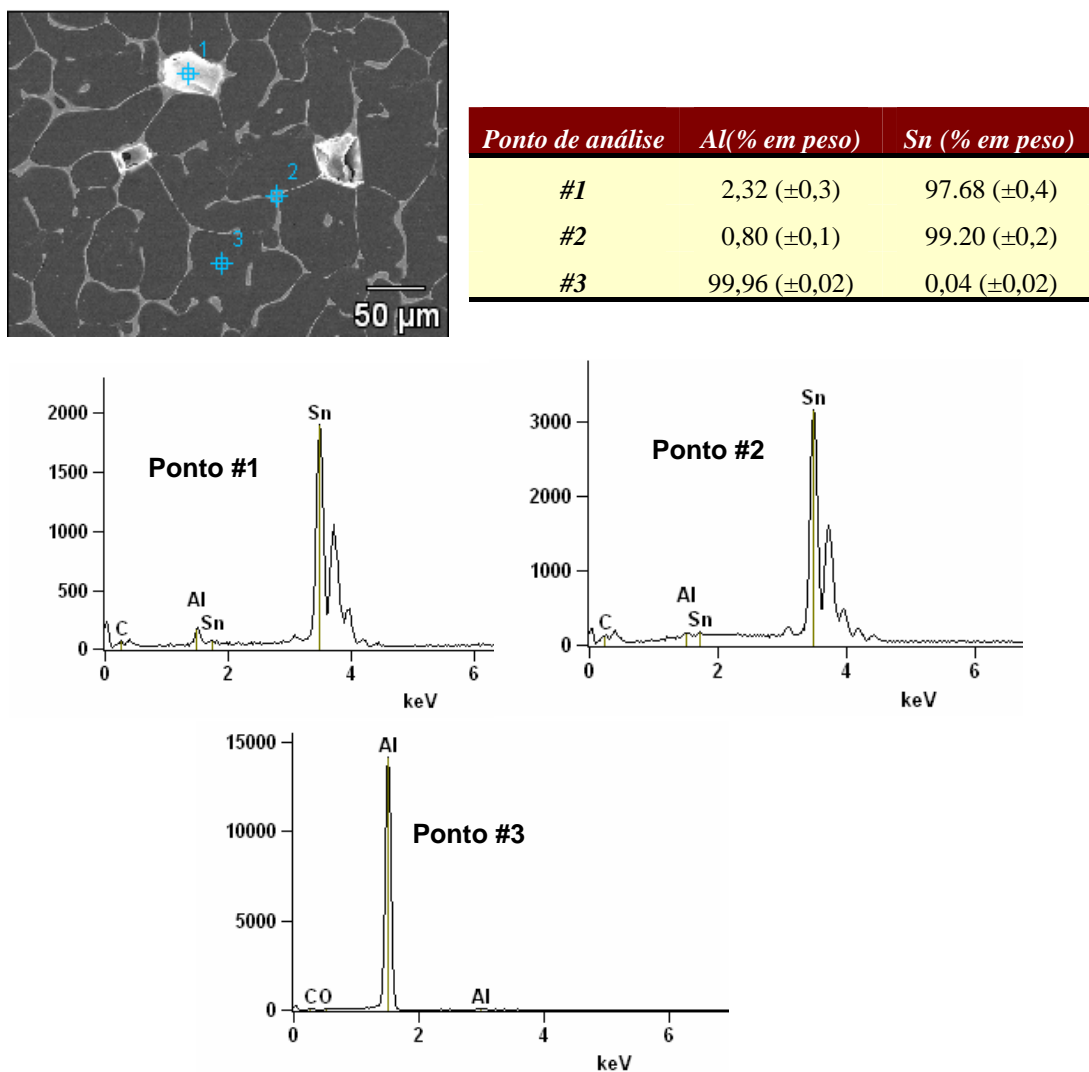 1
2
3
50 µm
Ponto de análise Al(% em peso) Sn (% em peso)
#1 2,32 (±0,3) 97.68 (±0,4)
#2 0,80 (±0,1) 99.20 (±0,2)
#3 99,96 (±0,02) 0,04 (±0,02)
2000
1500
1000
500
0
Sn
Ponto #1
Al
Sn
C
0 2 4 6
keV
3000
2000
1000
0
Sn
Ponto #2
Al
Sn
C
0 2 4 6
keV
15000
10000
5000
0
Al
Ponto #3
C O Al
0 2 4 6
keV